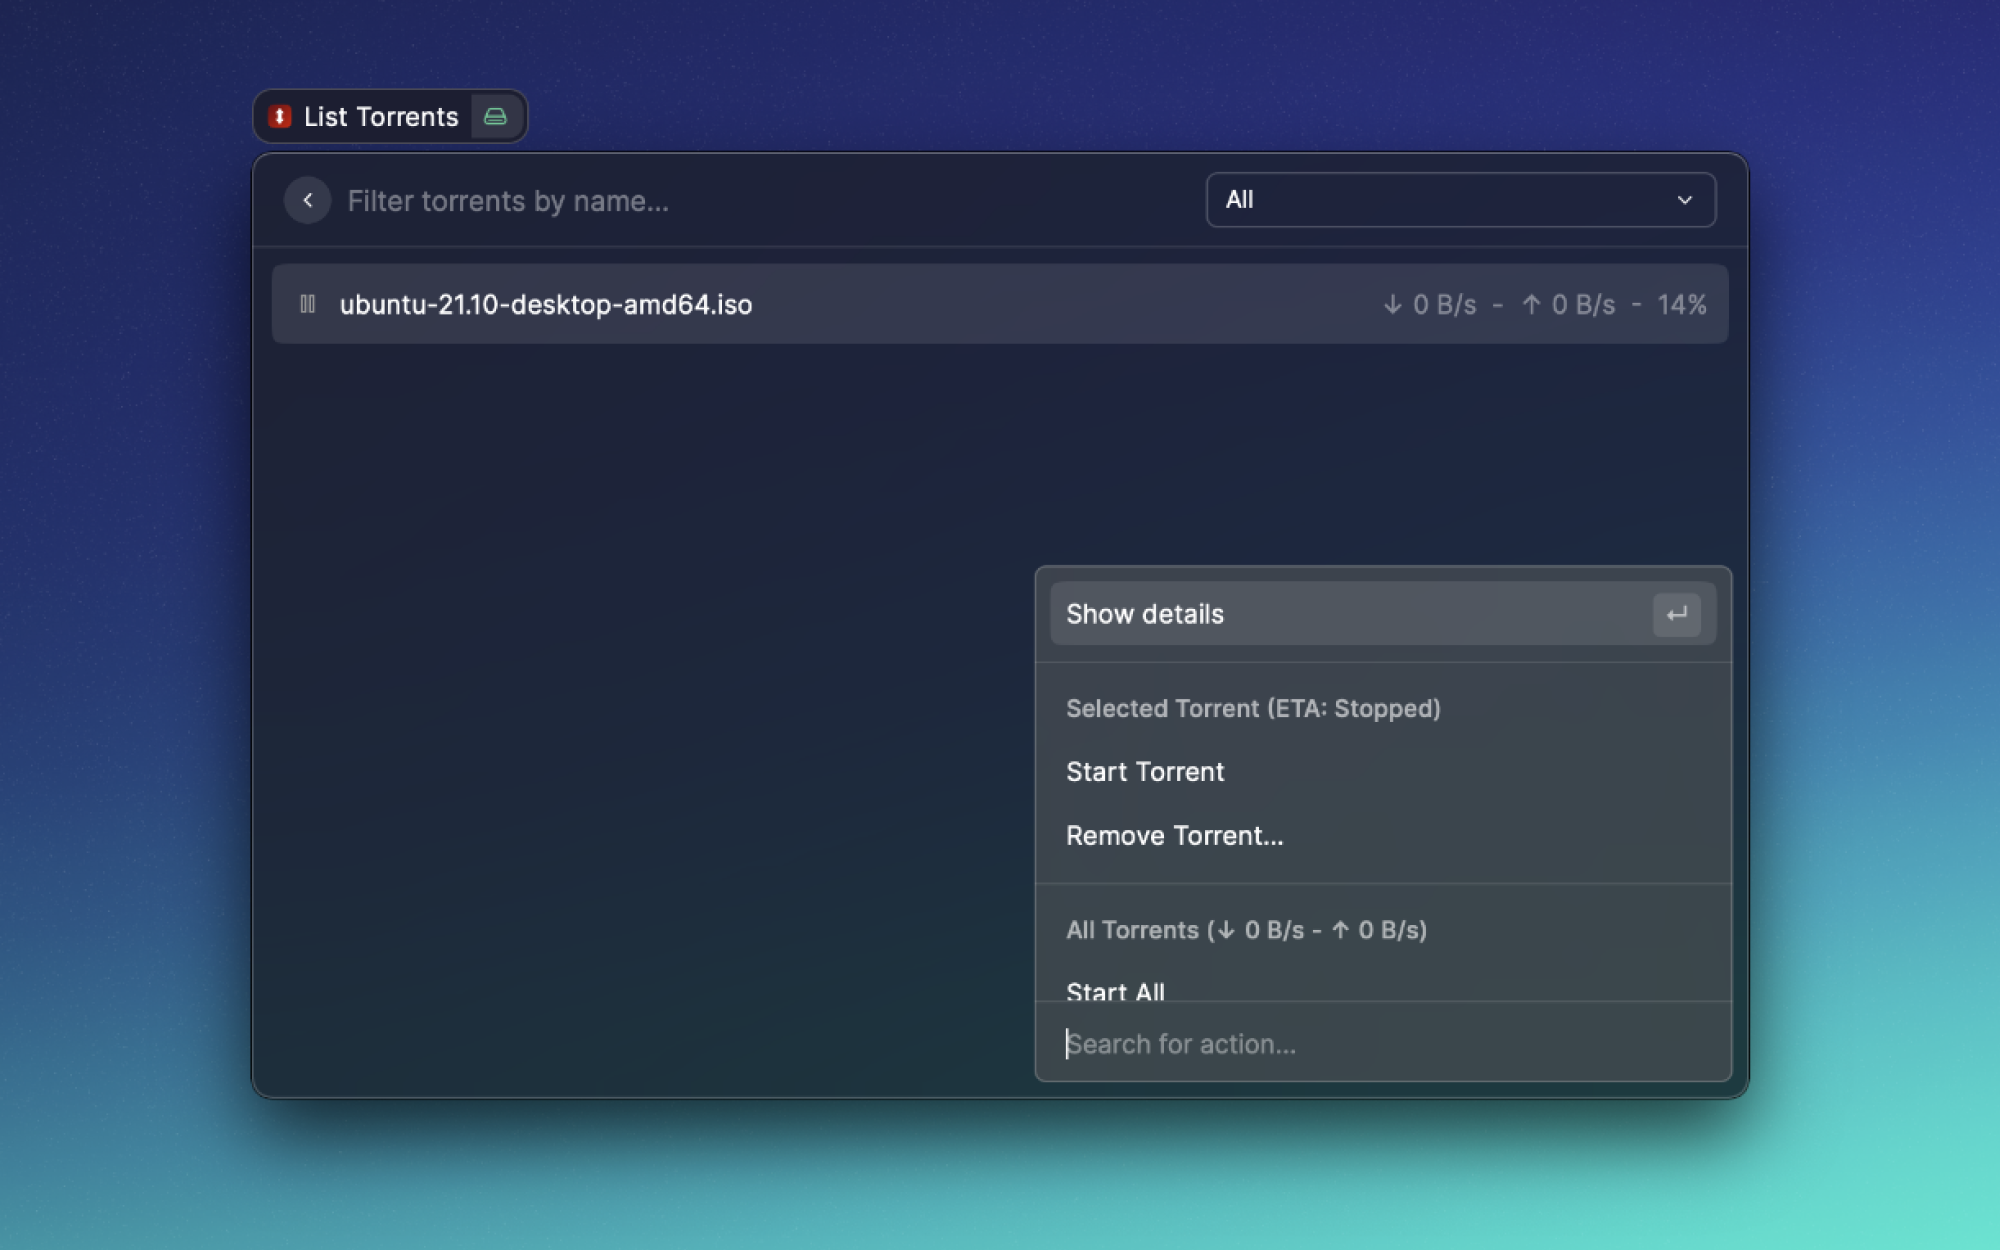 List Torrents
Filter torrents by name...
All
ubuntu-21.10-desktop-amd64.iso
↓ 0 B/s - ↑ 0 B/s - 14%
Show details
Selected Torrent (ETA: Stopped)
Start Torrent
Remove Torrent...
All Torrents (↓ 0 B/s - ↑ 0 B/s)
Start All
Search for action...